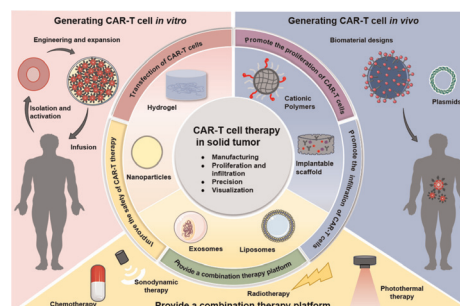 Generating CAR-T cell in vitro
Generating CAR-T cell in vivo
Engineering and expansion
Isolation and
activation
Infusion
Transfection of CAR-T cells
Promote the proliferation of CAR-T cells
Biomaterial designs
Plasmids
Hydrogel
Cationic
Polymers
CAR-T cell therapy
in solid tumor
• Manufacturing
• Proliferation and
infiltration
• Precision
• Visualization
Implantable
scaffold
Nanoparticles
Improve the safety of CAR-T therapy
Promote the infiltration of CAR-T cells
Exosomes
Liposomes
Provide a combination therapy platform
Chemotherapy
Sonodynamic
therapy
Radiotherapy
Photothermal
therapy
Provide a combination therapy platform